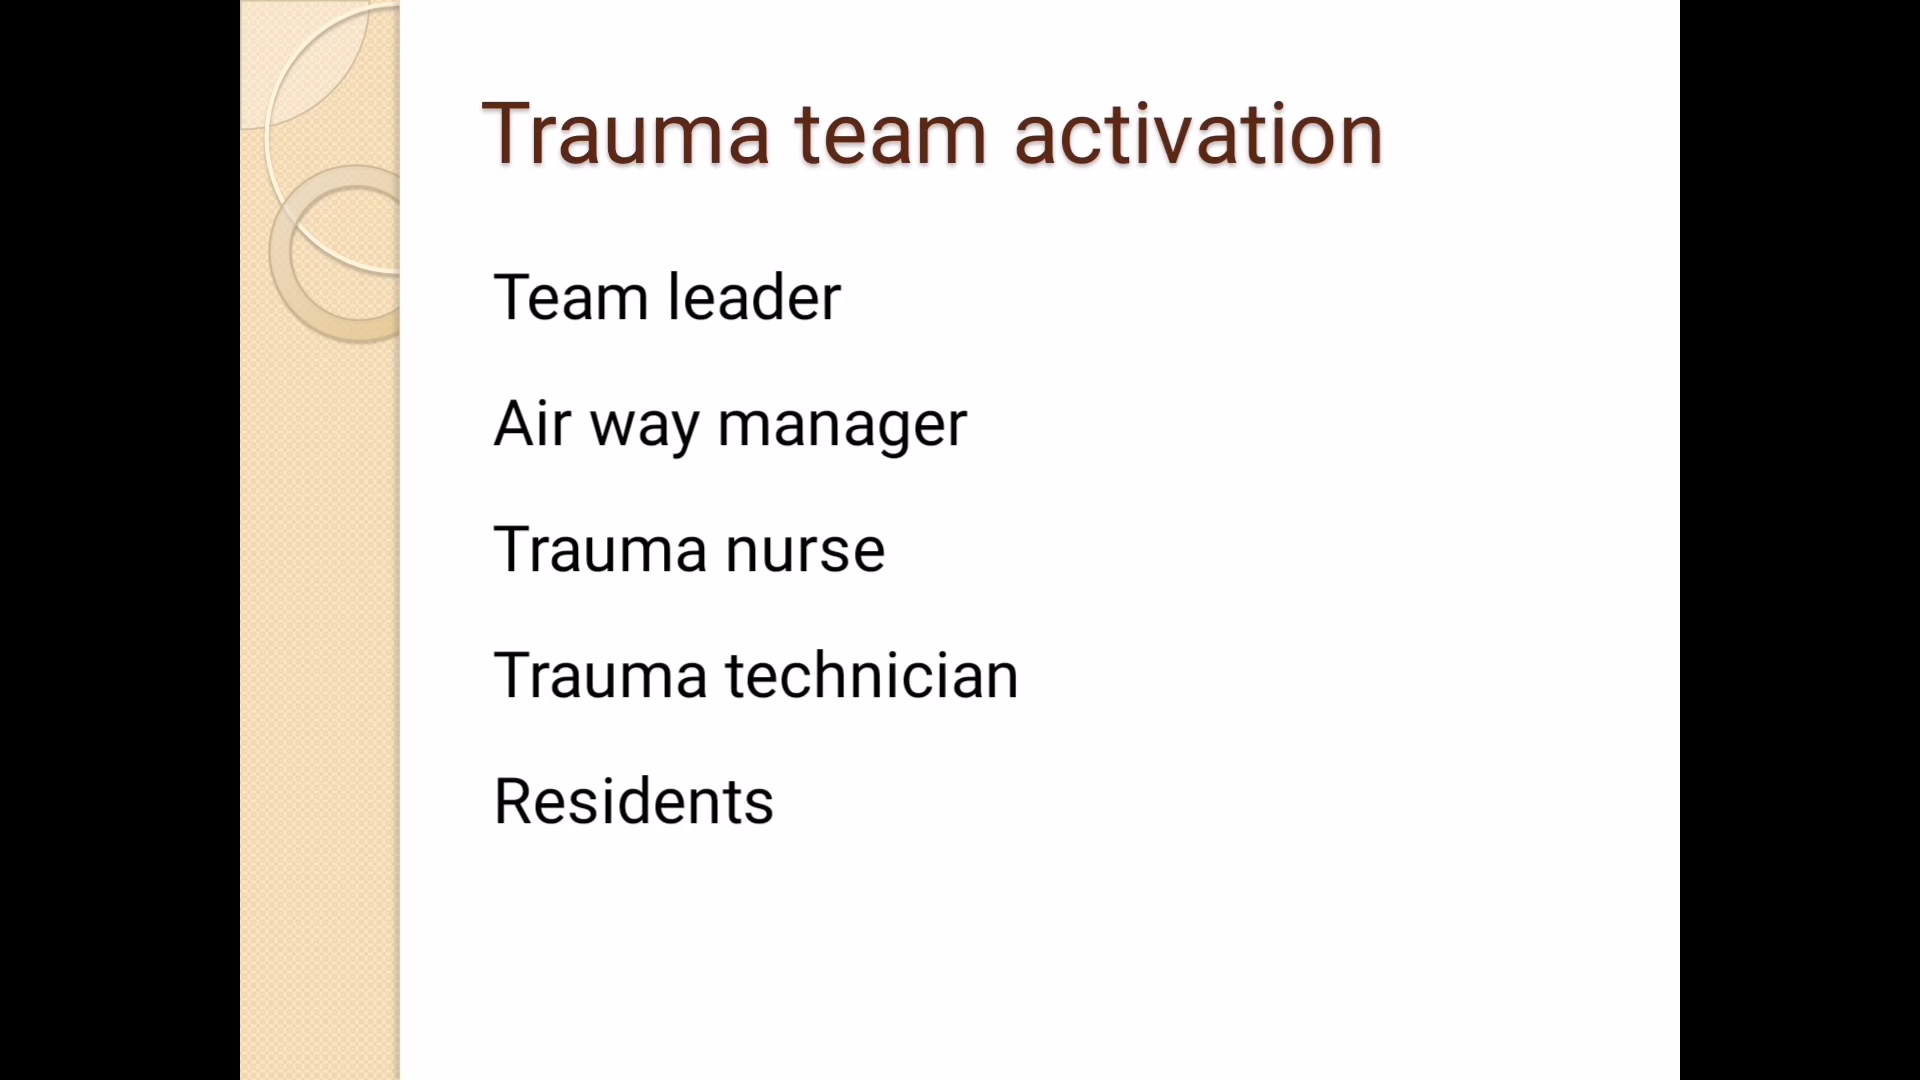 Trauma team activation
Team leader
Air way manager
Trauma nurse
Trauma technician
Residents